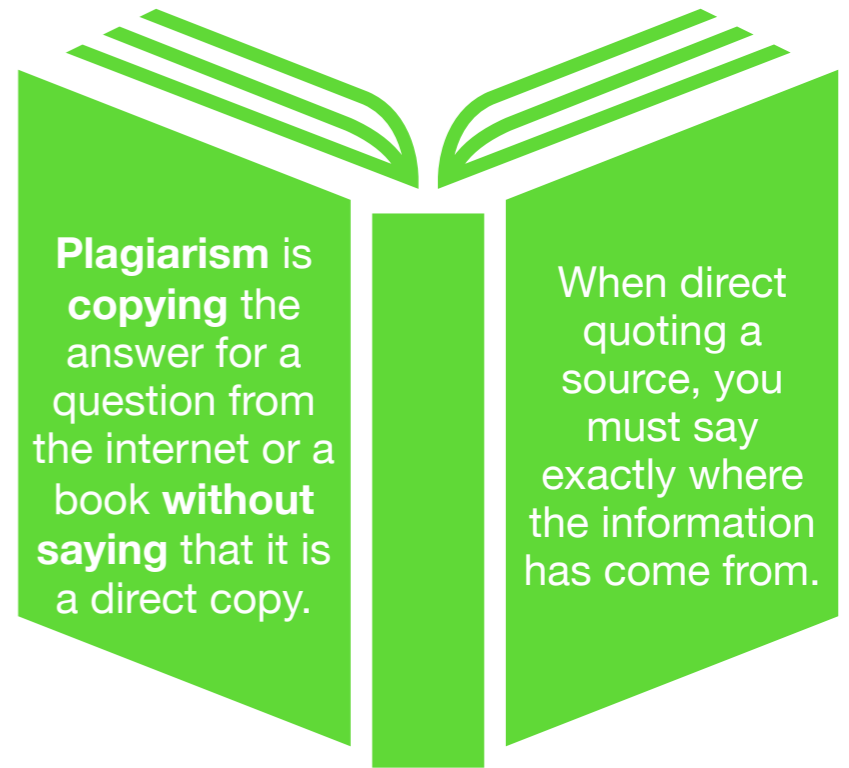 Plagiarism is
copying the
answer for a
question from
the internet or a
book without
saying that it is
a direct copy.
When direct
quoting a
source, you
must say
exactly where
the information
has come from.